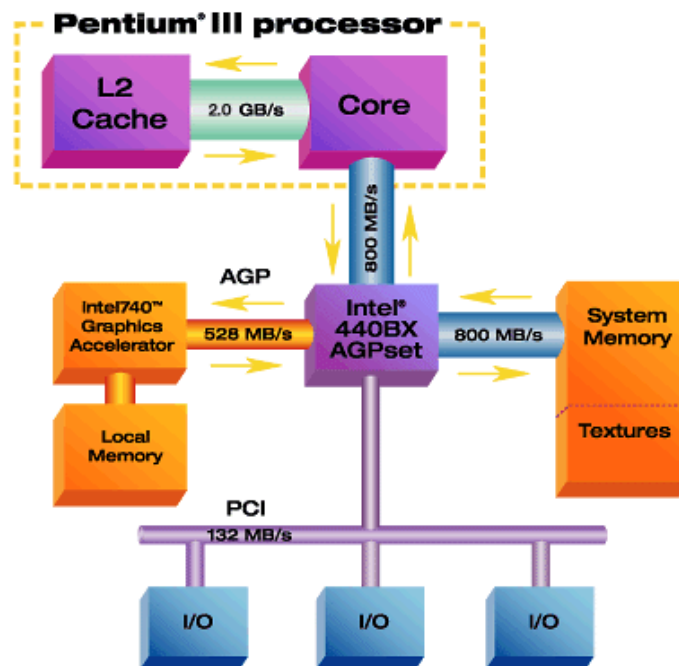 Pentium® III processor
L2
Cache
2.0 GB/s
Core
800 MB/s
AGP
intel740™
Graphics
Accelerator
528 MB/s
Intel®
440BX
AGPset
800 MB/s
System
Memory
Textures
Local
Memory
PCI
132 MB/s
I/O
I/O
I/O